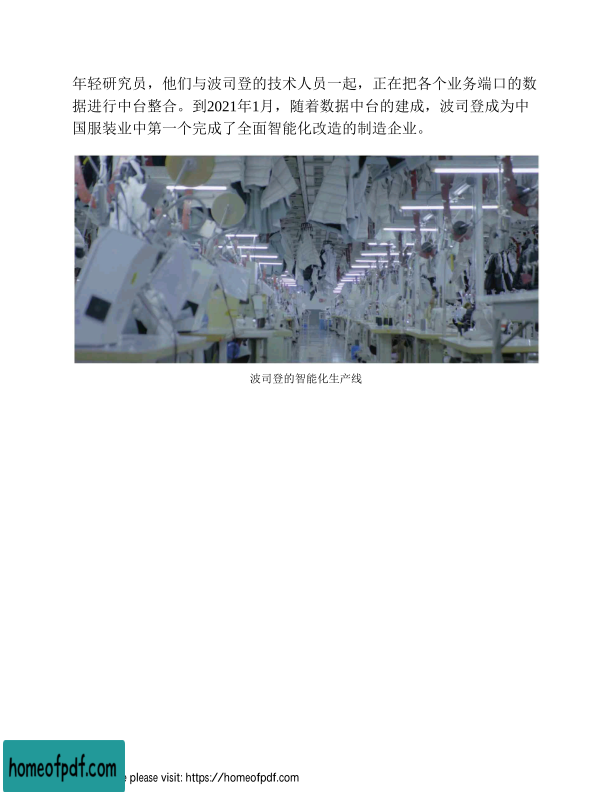 年轻研究员，他们与波司登的技术人员一起，正在把各个业务端口的数
据进行中台整合。到2021年1月，随着数据中台的建成，波司登成为中
国服装业中第一个完成了全面智能化改造的制造企业。
波司登的智能化生产线
homeofpdf.com
e please visit: https://homeofpdf.com